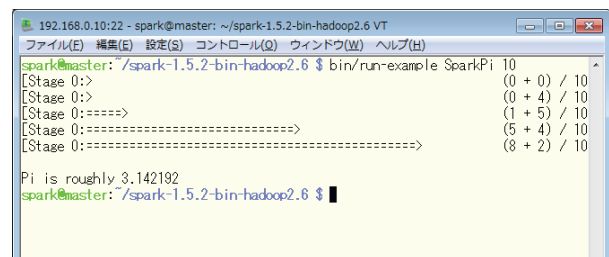 192.168.0.10:22 - spark@master: ~/spark-1.5.2-bin-hadoop2.6 VT
ファイル(F) 編集(E) 設定(S) コントロール(O) ウィンドウ(W) ヘルプ(H)
spark@master:~/spark-1.5.2-bin-hadoop2.6 $ bin/run-example SparkPi 10
[Stage 0:> (0 + 0) / 10
[Stage 0:> (0 + 4) / 10
[Stage 0:=====> (1 + 5) / 10
[Stage 0:=============================> (5 + 4) / 10
[Stage 0:==============================================> (8 + 2) / 10
Pi is roughly 3.142192
spark@master:~/spark-1.5.2-bin-hadoop2.6 $